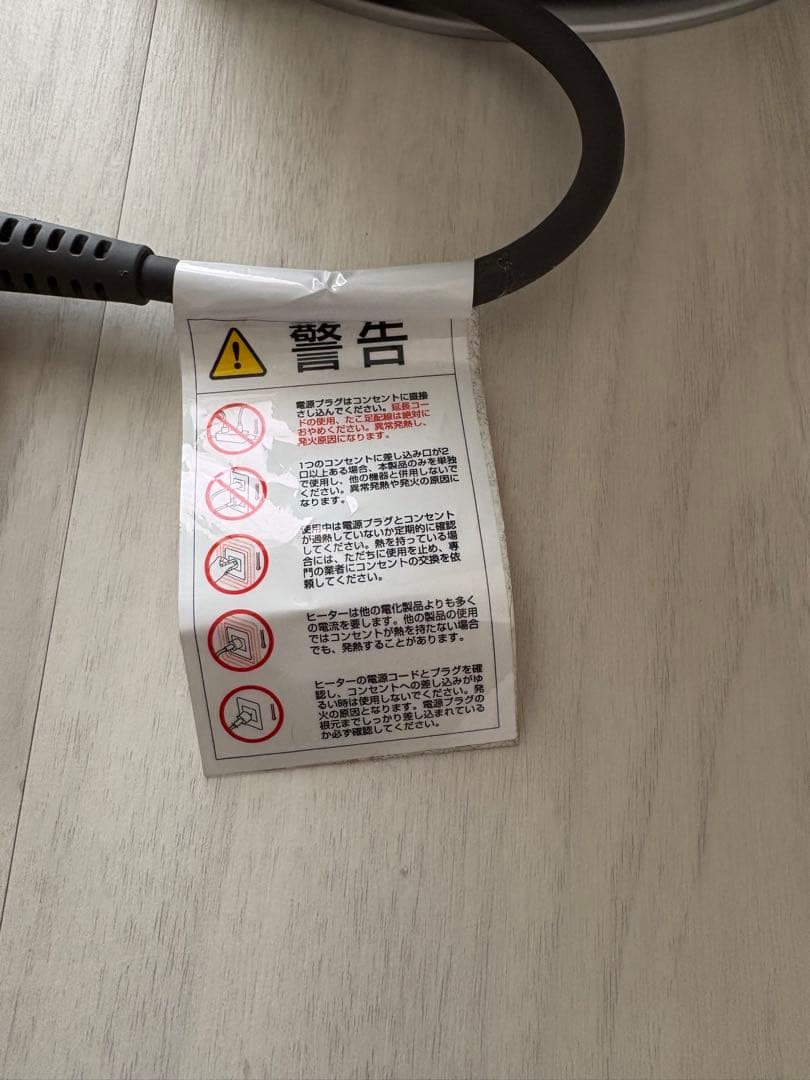 警告
電源プラグはコンセントに直接
さし込んでください。延長コー
ドの使用、たこ足配線は絶対に
おやめください。異常発熱し、
発火原因になります。
1つのコンセントに差し込み口が2
口以上ある場合、本製品のみを単独
で使用し、他の機器と併用しないで
ください。異常発熱や発火の原因に
なります。
使用中は電源プラグとコンセント
が過熱していないか定期的に確認
してください。熱を持っている場
合には、ただちに使用を止め、専
門の業者にコンセントの交換を依
頼してください。
ヒーターは他の電化製品よりも多く
の電流を要します。他の製品の使用
ではコンセントが熱を持たない場合
でも、発熱することがあります。
ヒーターの電源コードとプラグを確
認し、コンセントへの差し込みがゆ
るい時は使用しないでください。発
火の原因となります。電源プラグの
根元までしっかり差し込まれている
か必ず確認してください。